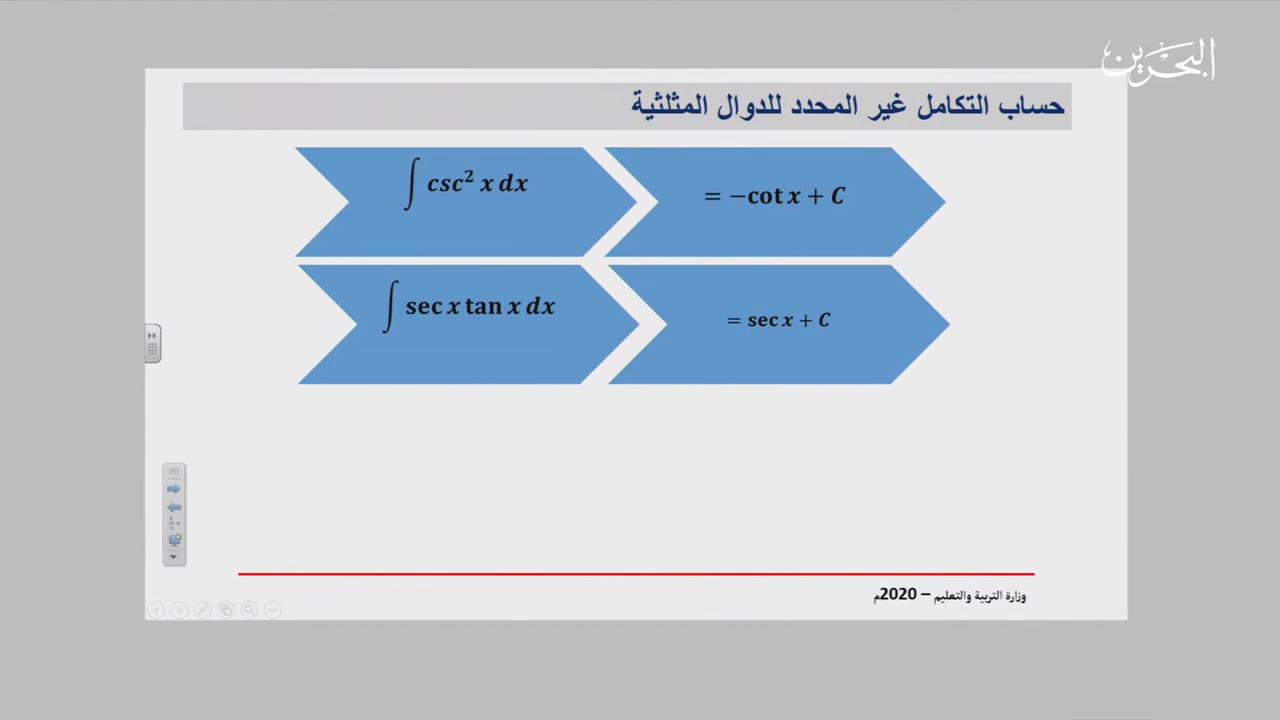 البحرين
حساب التكامل غير المحدد للدوال المثلثية
∫ csc² x dx
= −cot x + C
∫ sec x tan x dx
= sec x + C
وزارة التربية والتعليم – 2020م